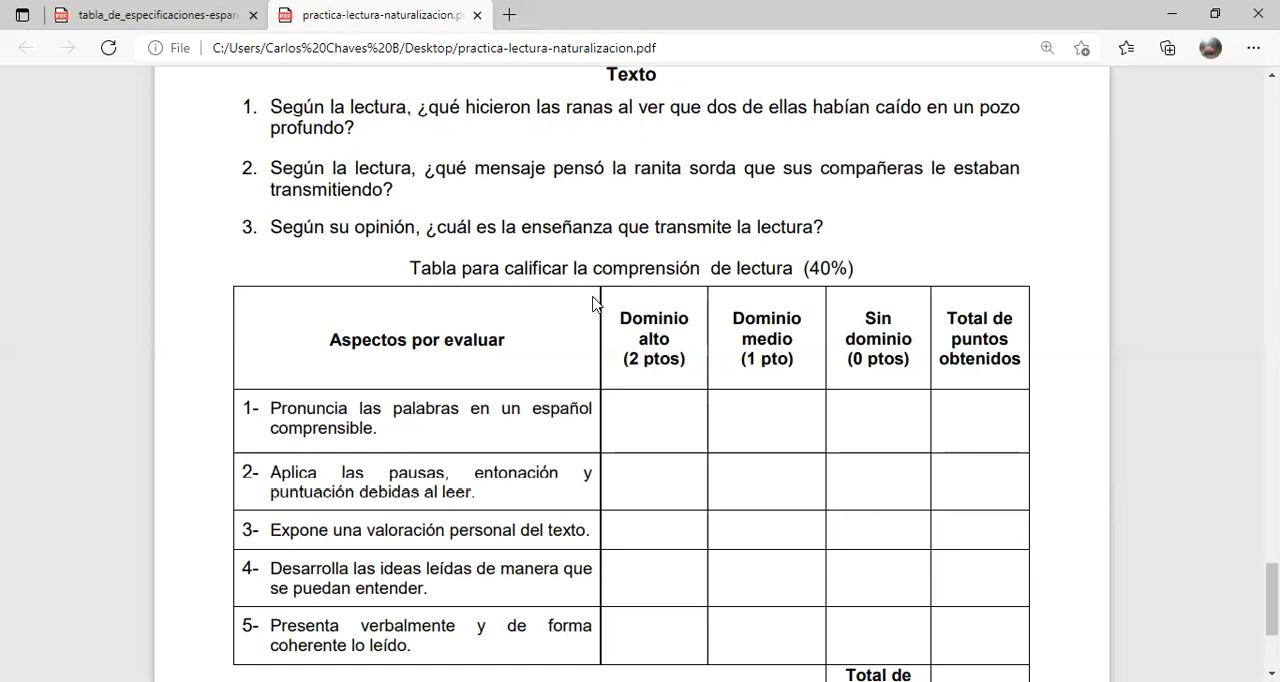 tabla_de_especificaciones-espan
practica-lectura-naturalizacion.p
File
C:/Users/Carlos%20Chaves%20B/Desktop/practica-lectura-naturalizacion.pdf
Texto
1. Según la lectura, ¿qué hicieron las ranas al ver que dos de ellas habían caído en un pozo
profundo?
2. Según la lectura, ¿qué mensaje pensó la ranita sorda que sus compañeras le estaban
transmitiendo?
3. Según su opinión, ¿cuál es la enseñanza que transmite la lectura?
Tabla para calificar la comprensión de lectura (40%)
Aspectos por evaluar
Dominio
alto
(2 ptos)
Dominio
medio
(1 pto)
Sin
dominio
(0 ptos)
Total de
puntos
obtenidos
1- Pronuncia las palabras en un español
comprensible.
2- Aplica las pausas, entonación y
puntuación debidas al leer.
3- Expone una valoración personal del texto.
4- Desarrolla las ideas leídas de manera que
se puedan entender.
5- Presenta verbalmente y de forma
coherente lo leído.
Total de